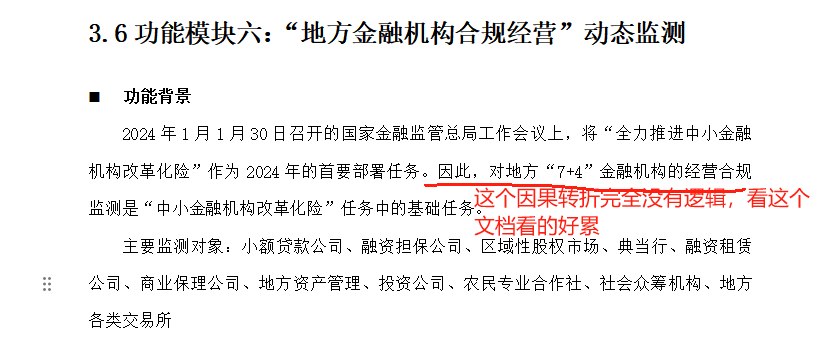 3.6 功能模块六：“地方金融机构合规经营”动态监测
■ 功能背景
2024 年 1 月 1 月 30 日召开的国家金融监管总局工作会议上，将“全力推进中小金融
机构改革化险”作为 2024 年的首要部署任务。因此，对地方“7+4”金融机构的经营合规
监测是“中小金融机构改革化险”任务中的基础任务。
这个因果转折完全没有逻辑，看这个
文档看的好累
主要监测对象：小额贷款公司、融资担保公司、区域性股权市场、典当行、融资租赁
公司、商业保理公司、地方资产管理、投资公司、农民专业合作社、社会众筹机构、地方
各类交易所